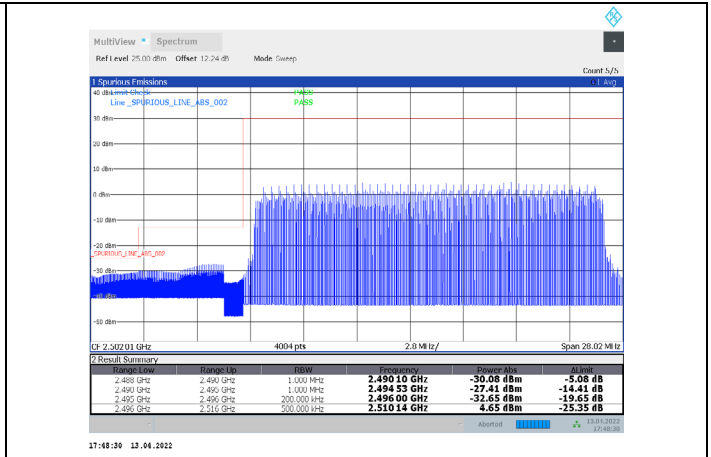 MultiView Spectrum
Ref Level 25.00 dBm Offset 12.24 dB Mode Sweep
Count 5/5
1 Spurious Emissions 1 Avg
40 dBm Limit Check PASS
Line _SPURIOUS_LINE_ABS_002 PASS
30 dBm
20 dBm
10 dBm
0 dBm
-10 dBm
-20 dBm
_SPURIOUS_LINE_ABS_002
-30 dBm
-40 dBm
-50 dBm
CF 2.50201 GHz 4004 pts 2.8 MHz/ Span 28.02 MHz
2 Result Summary
Range Low Range Up RBW Frequency Power Abs ΔLimit
2.488 GHz 2.490 GHz 1.000 MHz 2.490 10 GHz -30.08 dBm -5.08 dB
2.490 GHz 2.495 GHz 1.000 MHz 2.494 53 GHz -27.41 dBm -14.41 dB
2.495 GHz 2.496 GHz 200.000 kHz 2.496 00 GHz -32.65 dBm -19.65 dB
2.496 GHz 2.516 GHz 500.000 kHz 2.510 14 GHz 4.65 dBm -25.35 dB
Aborted 13.04.2022
17:48:30
17:48:30 13.04.2022